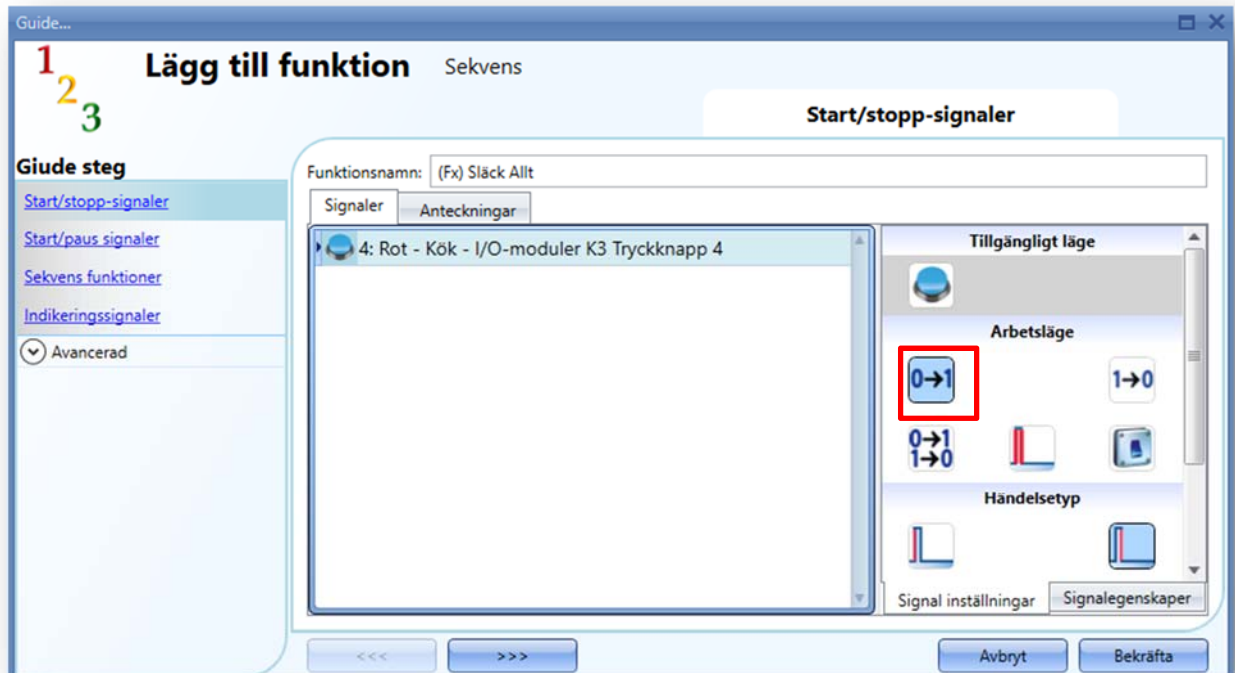 Guide...
1
2
3
Lägg till funktion
Sekvens
Start/stopp-signaler
Giude steg
Start/stopp-signaler
Start/paus signaler
Sekvens funktioner
Indikeringssignaler
Avancerad
Funktionsnamn: (Fx) Släck Allt
Signaler
Anteckningar
4: Rot - Kök - I/O-moduler K3 Tryckknapp 4
Tillgängligt läge
Arbetsläge
0→1
1→0
0→1
1→0
Händelsetyp
Signal inställningar
Signalegenskaper
<<<
>>>
Avbryt
Bekräfta